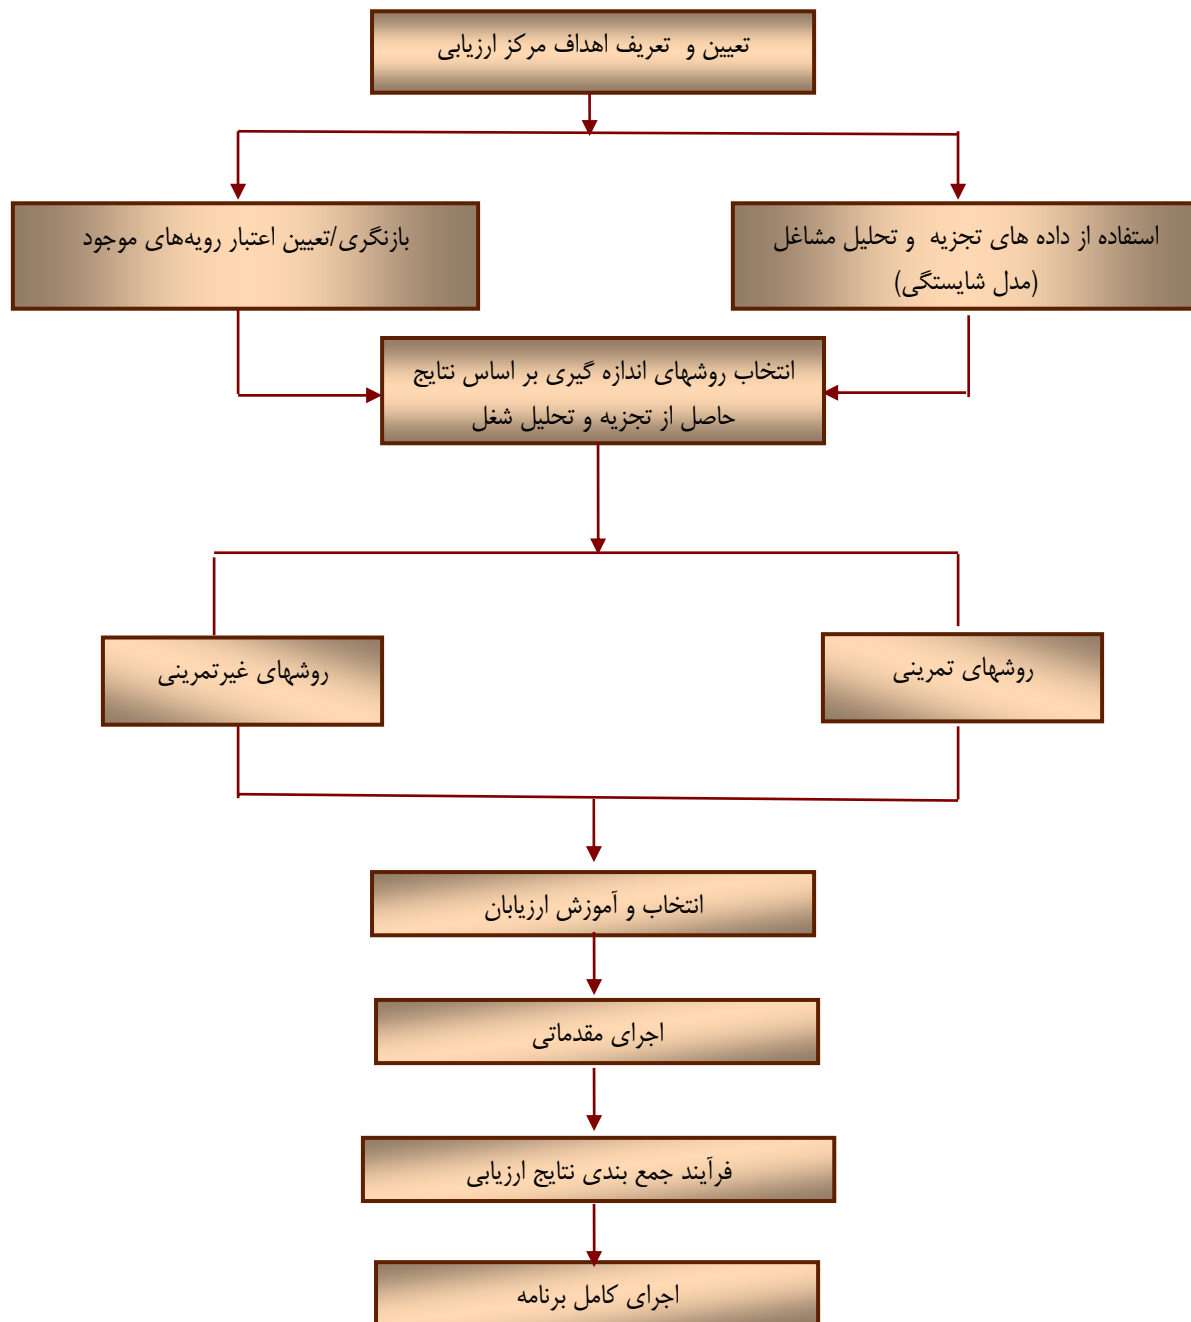 تعیین و تعریف اهداف مرکز ارزیابی
استفاده از داده های تجزیه و تحلیل مشاغل
(مدل شایستگی)
بازنگری/تعیین اعتبار رویه‌های موجود
انتخاب روشهای اندازه گیری بر اساس نتایج
حاصل از تجزیه و تحلیل شغل
روشهای تمرینی
روشهای غیرتمرینی
انتخاب و آموزش ارزیابان
اجرای مقدماتی
فرآیند جمع بندی نتایج ارزیابی
اجرای کامل برنامه